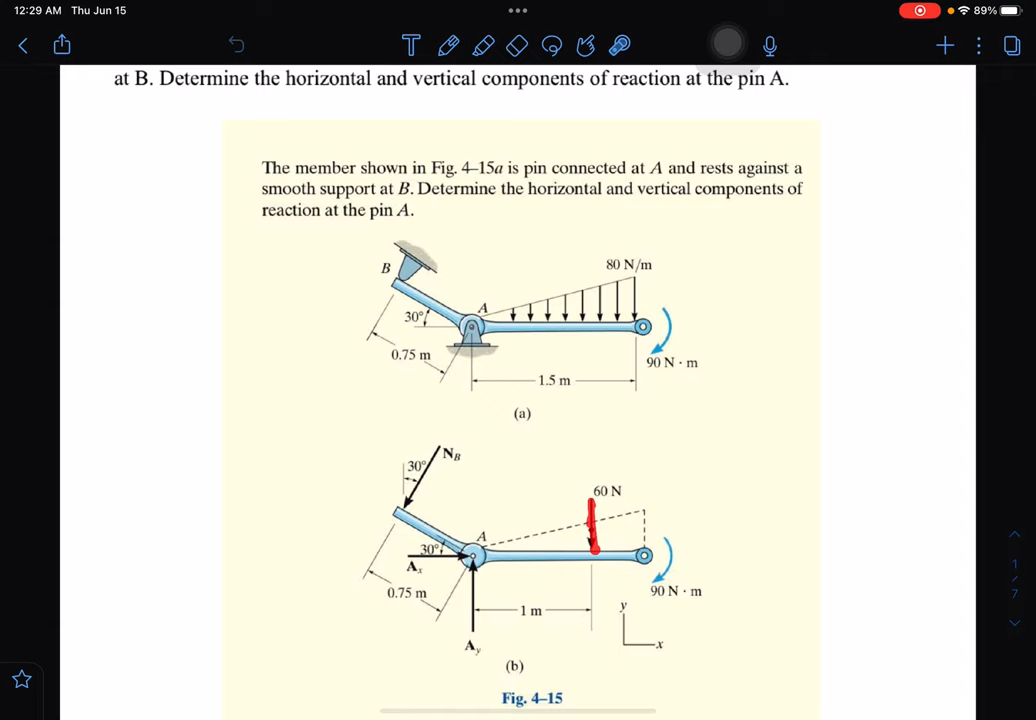 12:29 AM Thu Jun 15
89%
at B. Determine the horizontal and vertical components of reaction at the pin A.
The member shown in Fig. 4–15a is pin connected at A and rests against a
smooth support at B. Determine the horizontal and vertical components of
reaction at the pin A.
80 N/m
B
A
30°
0.75 m
90 N · m
1.5 m
(a)
N_B
30°
60 N
A
30°
A_x
0.75 m
90 N · m
1 m
y
x
A_y
(b)
Fig. 4–15
1
/
7